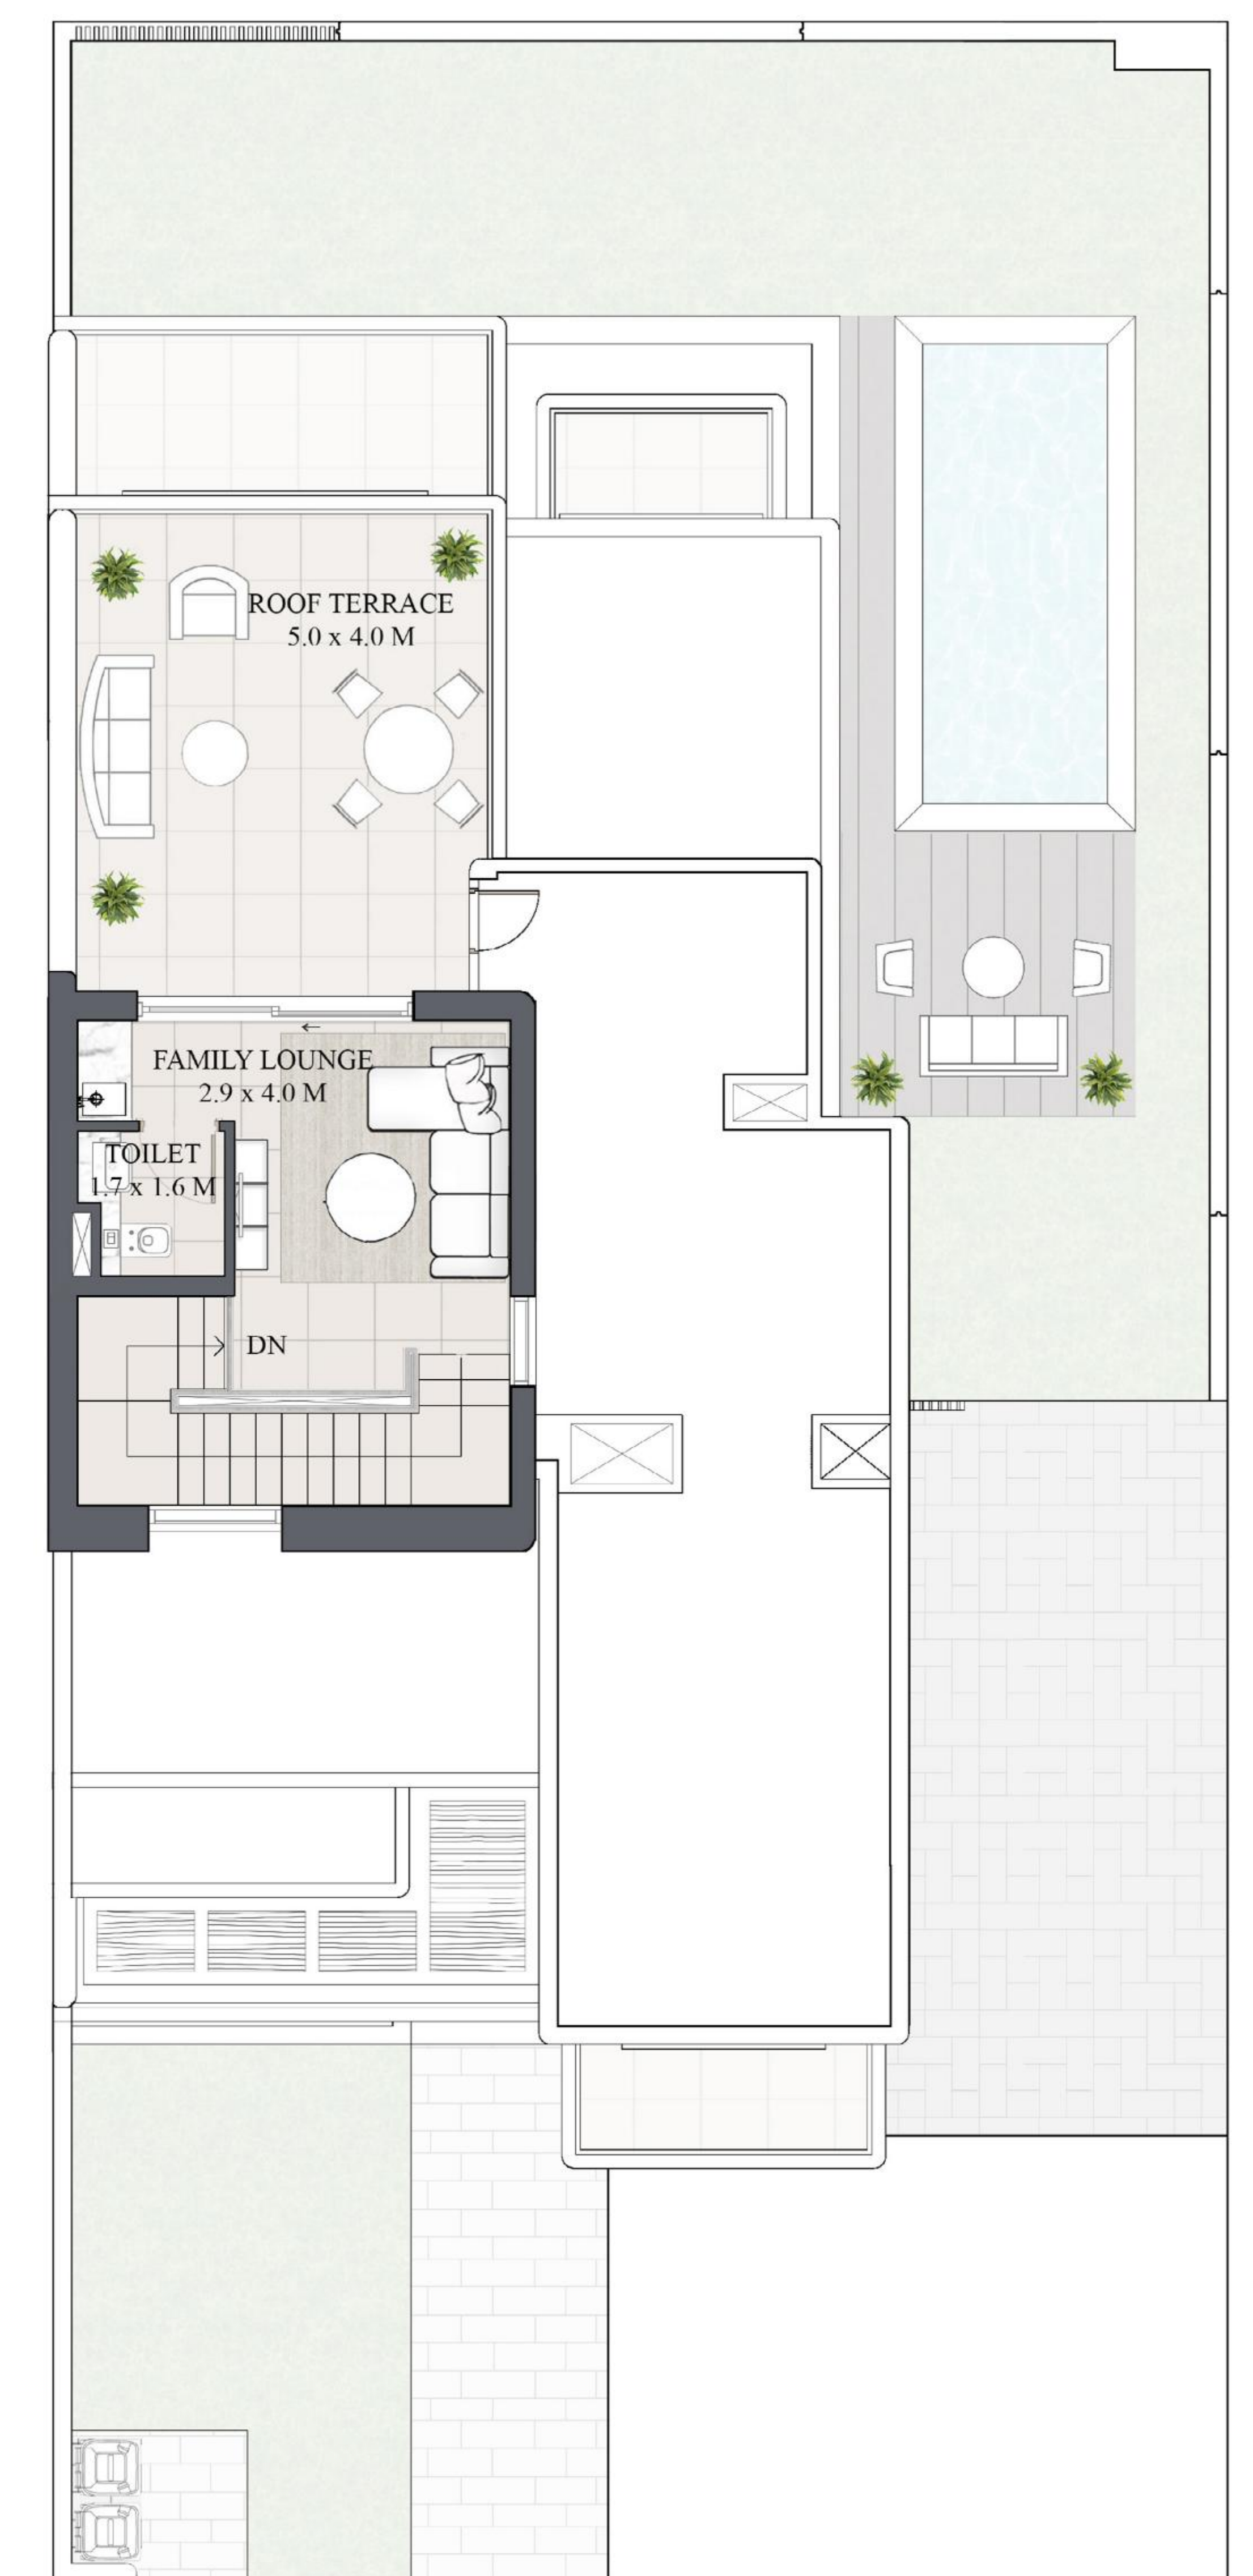 ROOF TERRACE
5.0 x 4.0 M
FAMILY LOUNGE
2.9 x 4.0 M
TOILET
1.7 x 1.6 M
DN